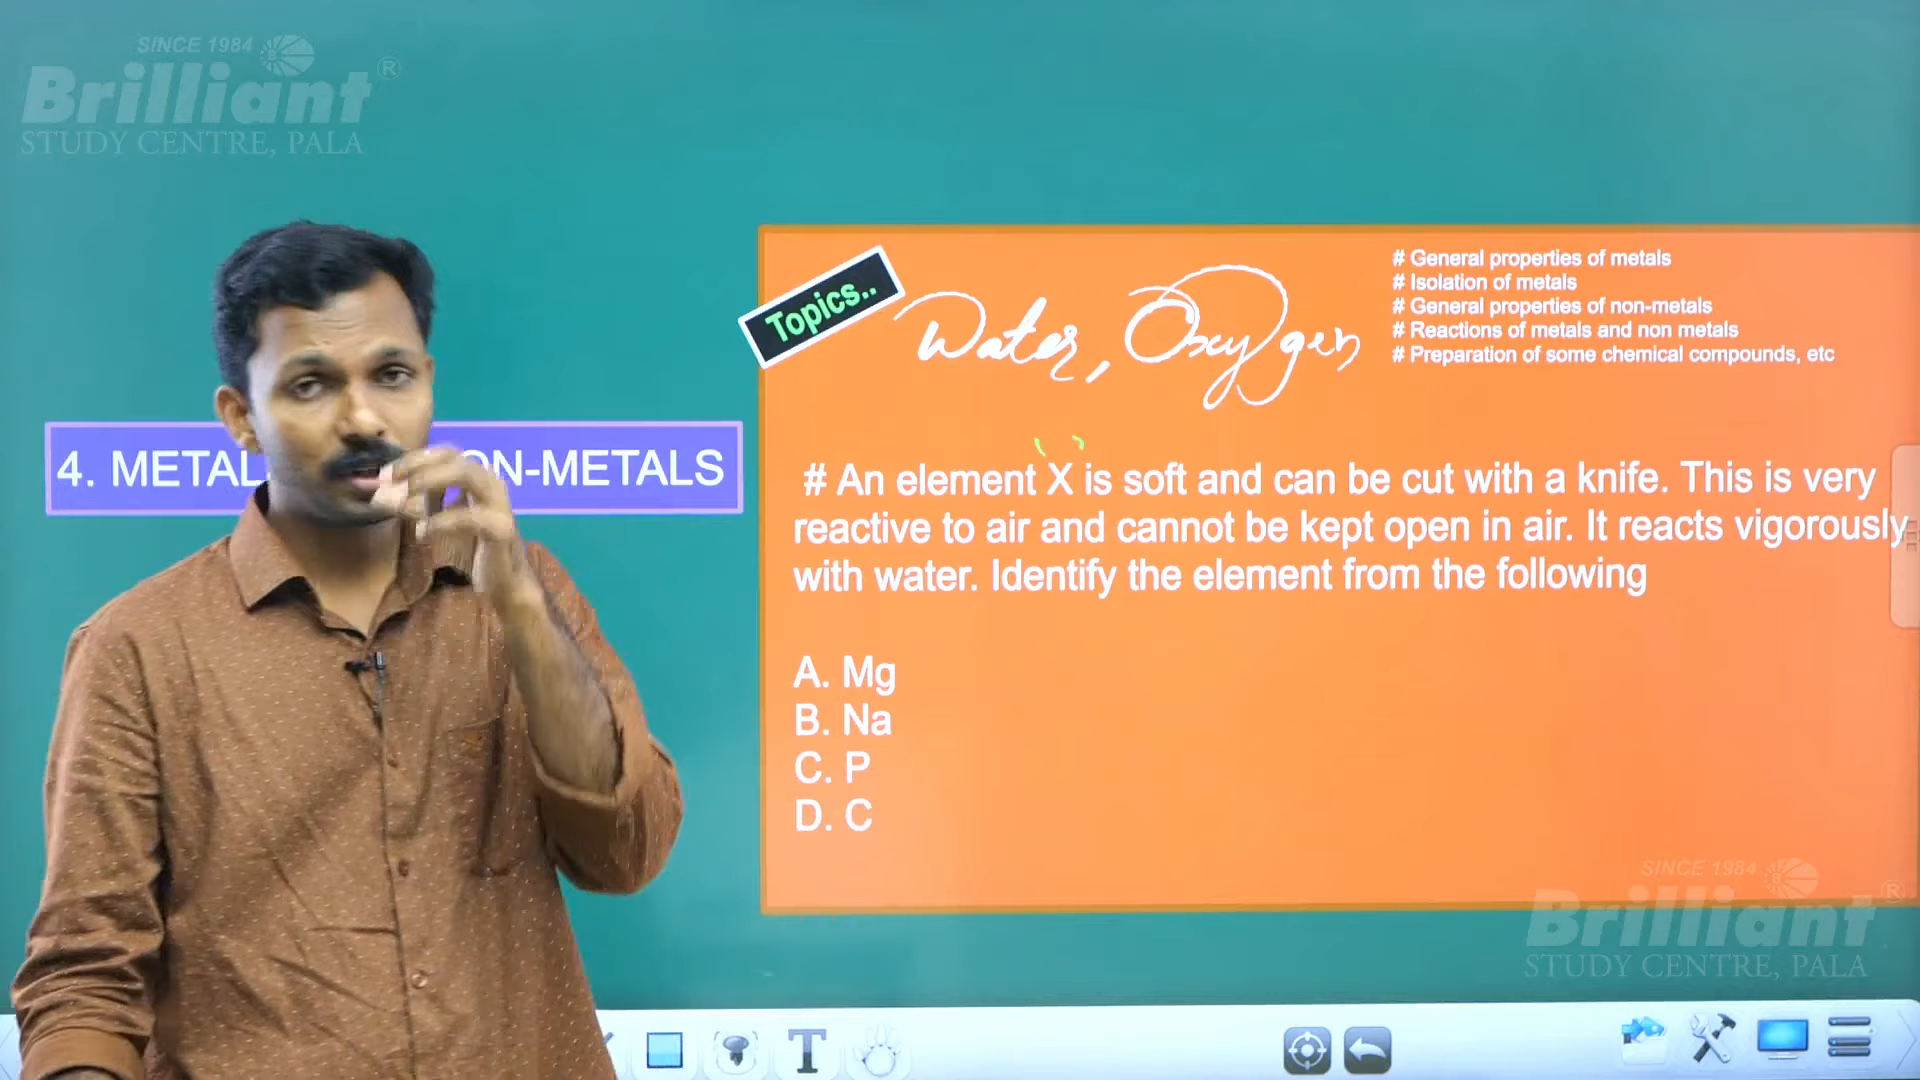 SINCE 1984
Brilliant ®
STUDY CENTRE, PALA
Topics..
Water, Oxygen
# General properties of metals
# Isolation of metals
# General properties of non-metals
# Reactions of metals and non metals
# Preparation of some chemical compounds, etc
4. METAL ON-METALS
# An element X is soft and can be cut with a knife. This is very
reactive to air and cannot be kept open in air. It reacts vigorously
with water. Identify the element from the following
A. Mg
B. Na
C. P
D. C
SINCE 1984
Brilliant ®
STUDY CENTRE, PALA
T